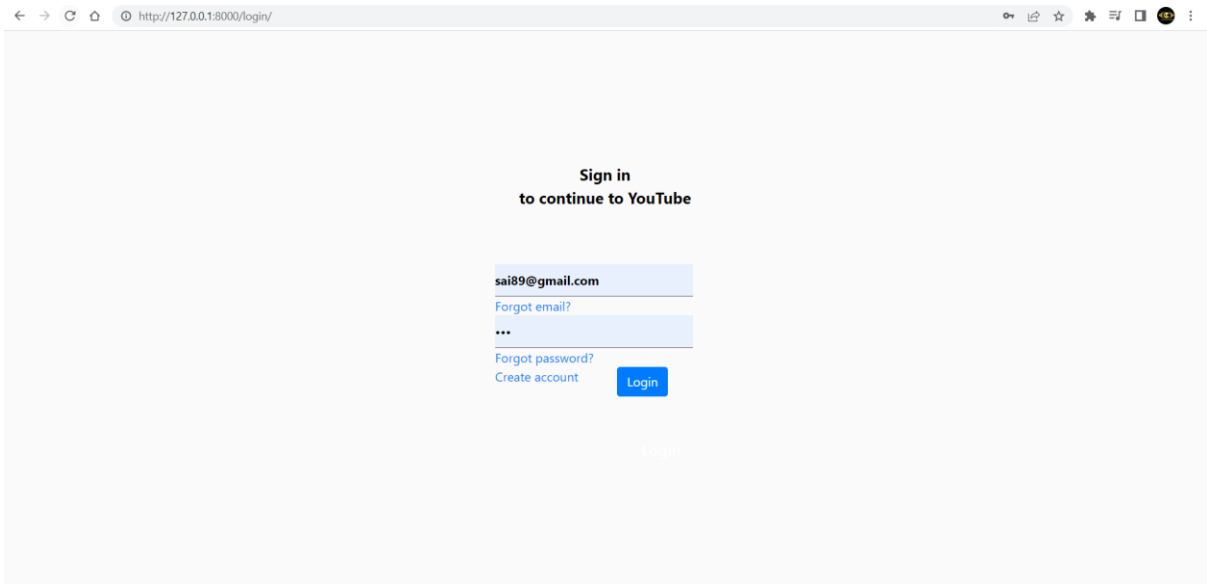 http://127.0.0.1:8000/login/
Sign in
to continue to YouTube
sai89@gmail.com
Forgot email?
•••
Forgot password?
Create account
Login
Login